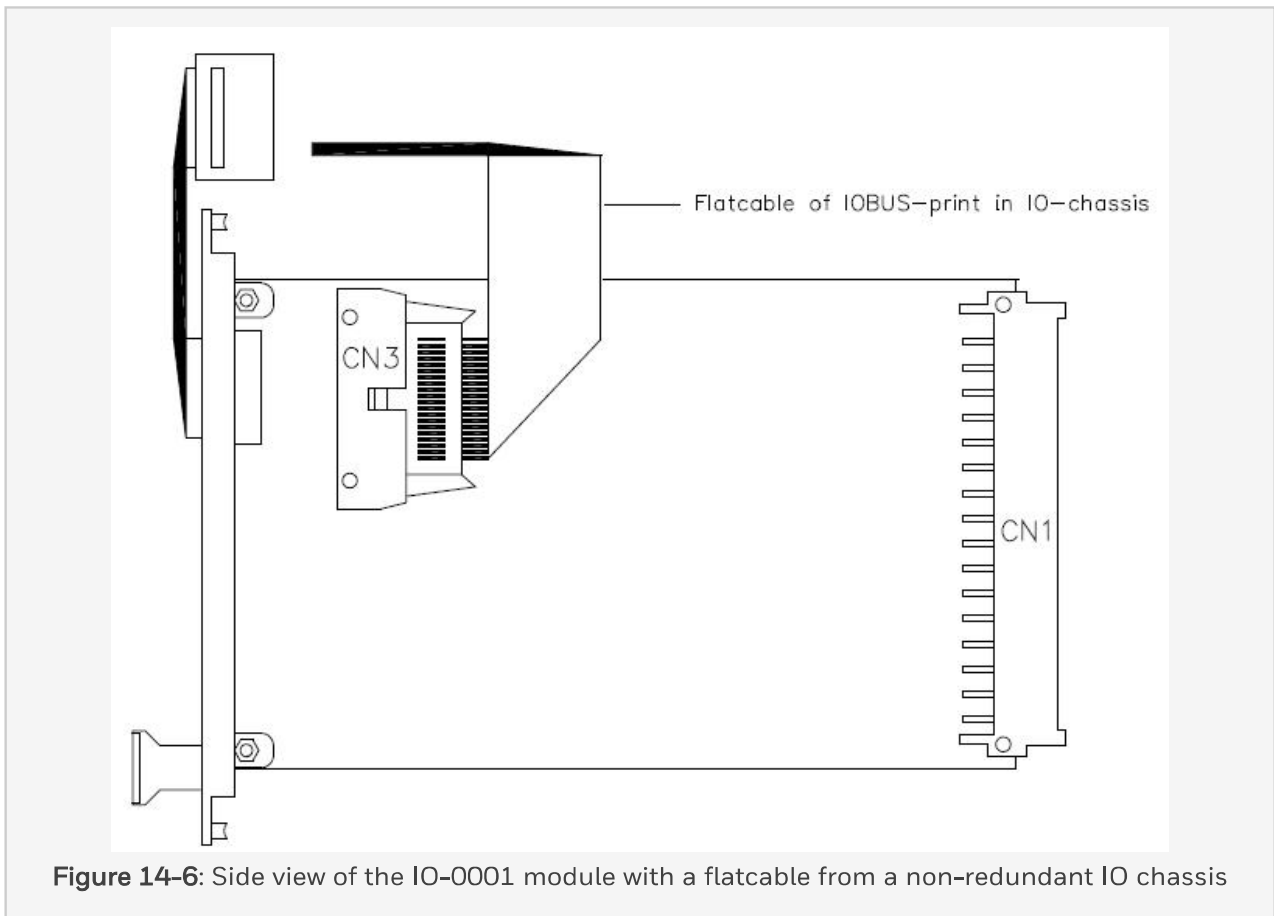 Flatcable of IOBUS-print in IO-chassis
CN3
CN1
Figure 14-6: Side view of the IO-0001 module with a flatcable from a non-redundant IO chassis